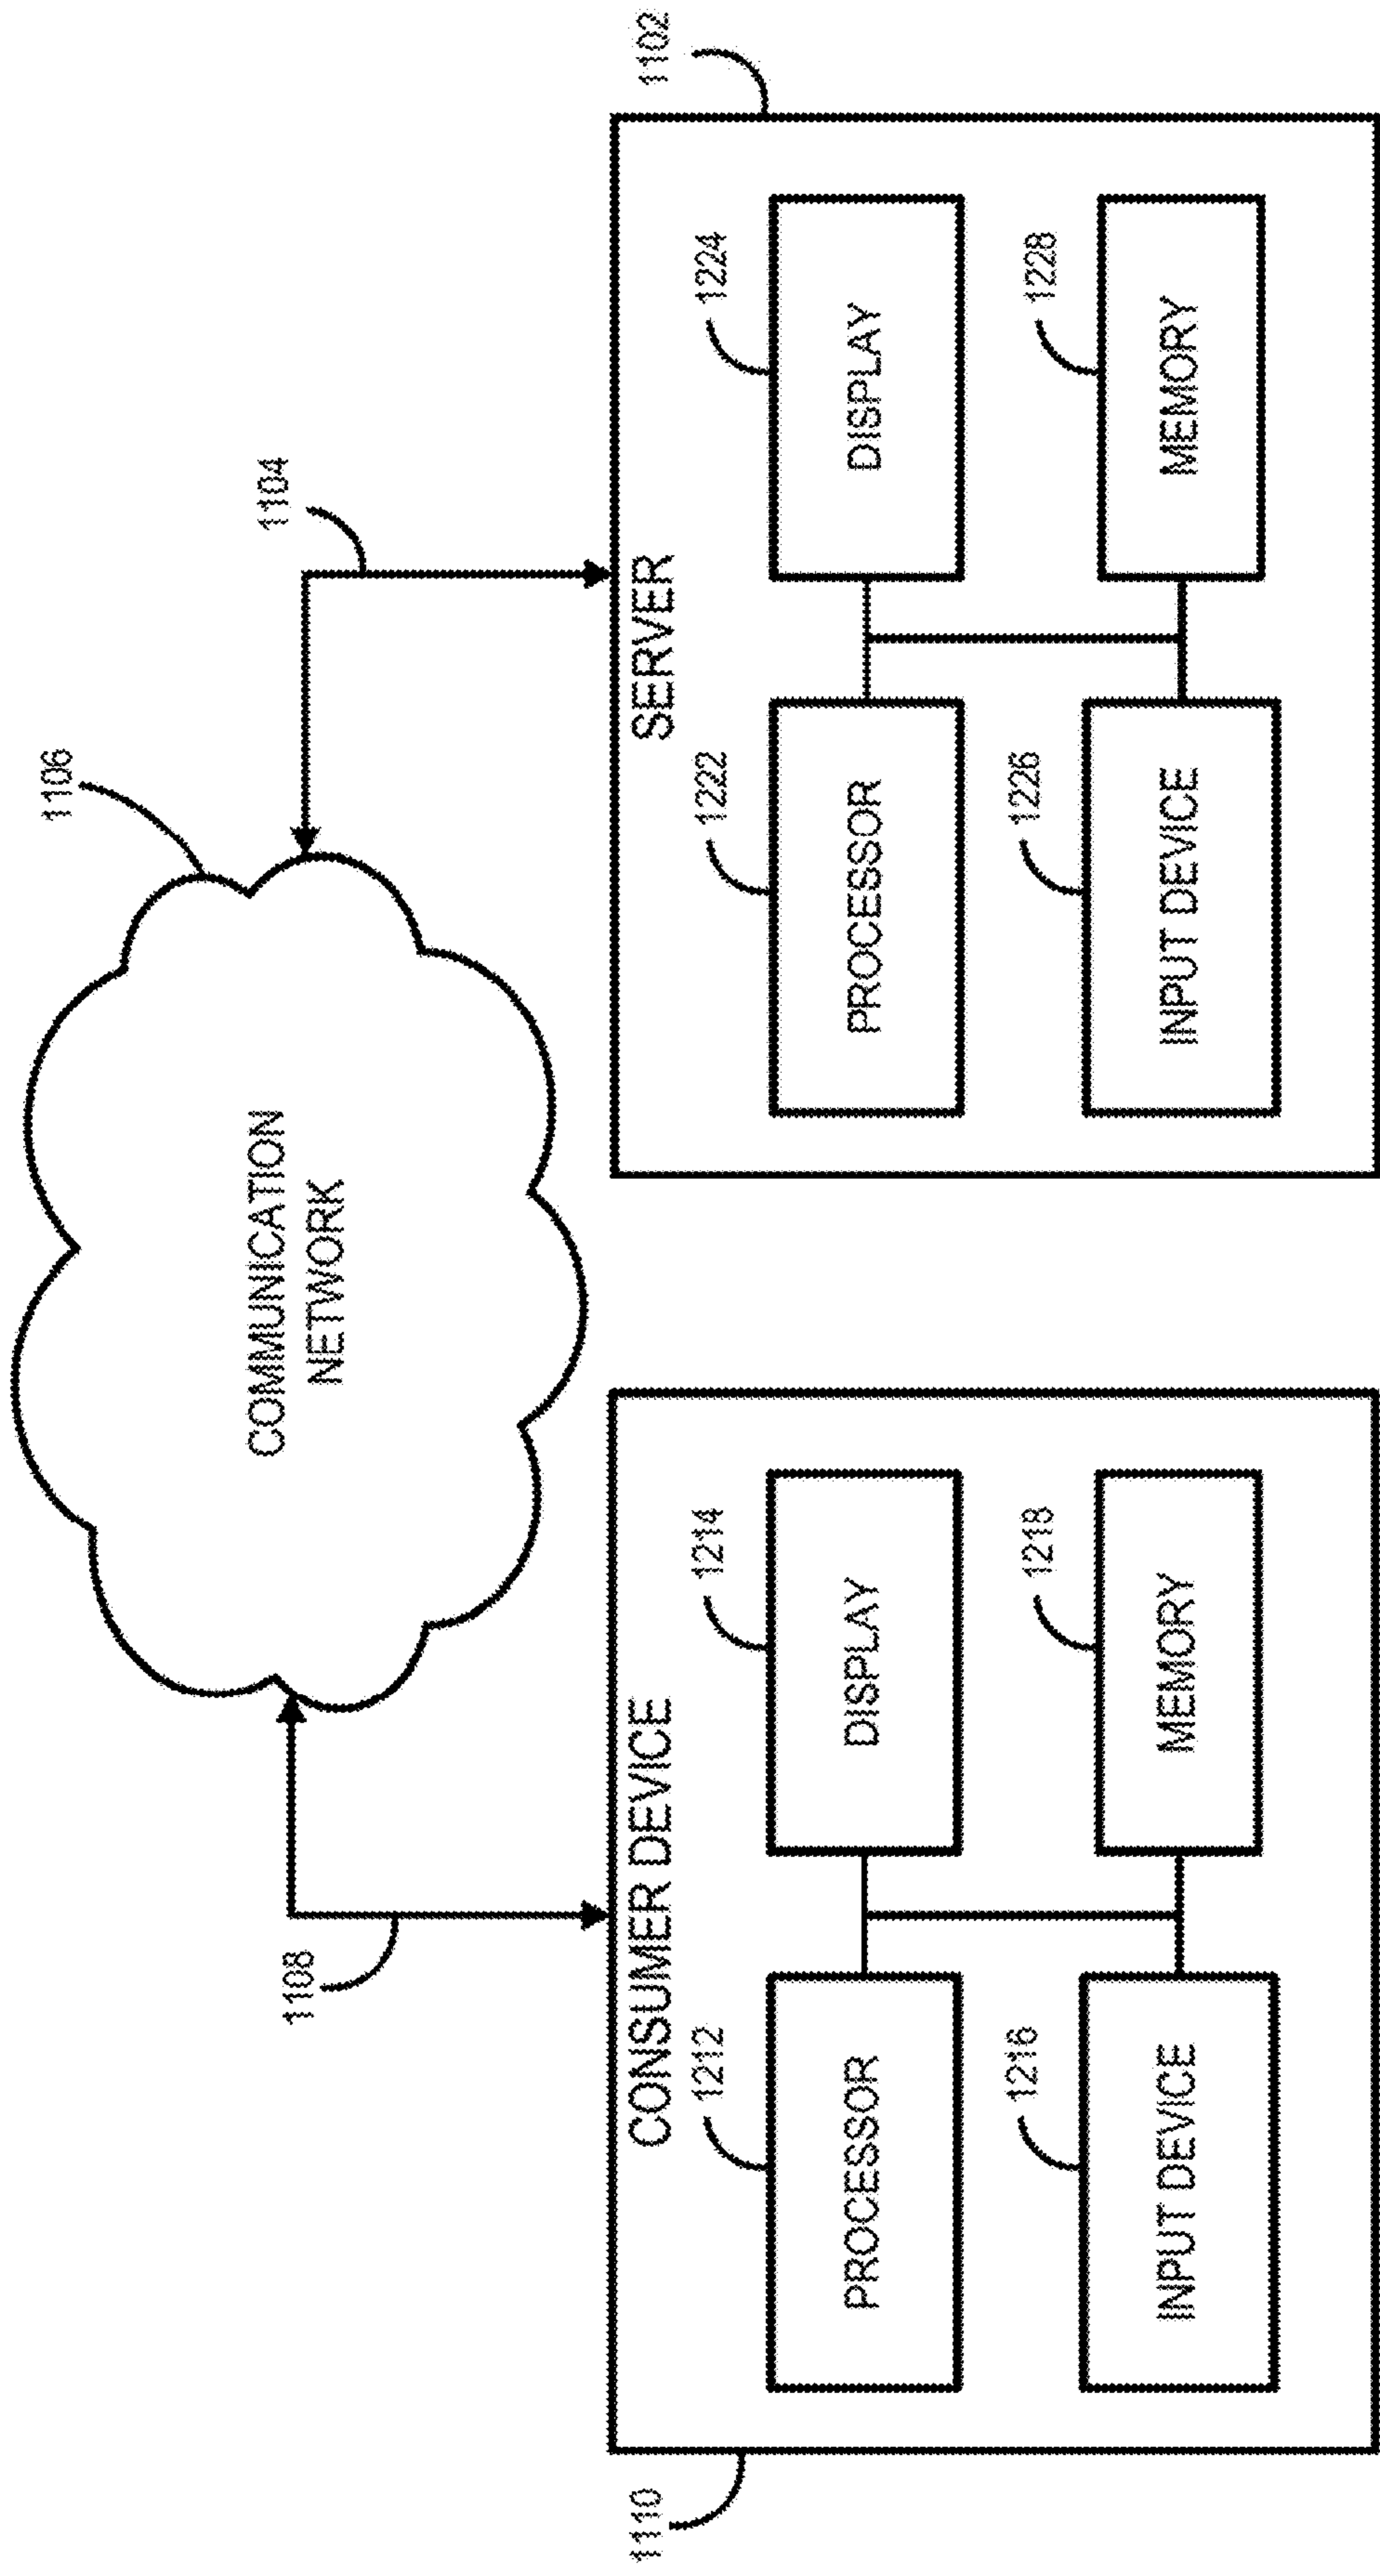 1106
COMMUNICATION
NETWORK
1104
1108
1110
CONSUMER DEVICE
1212
PROCESSOR
1214
DISPLAY
1216
INPUT DEVICE
1218
MEMORY
1102
SERVER
1222
PROCESSOR
1224
DISPLAY
1226
INPUT DEVICE
1228
MEMORY